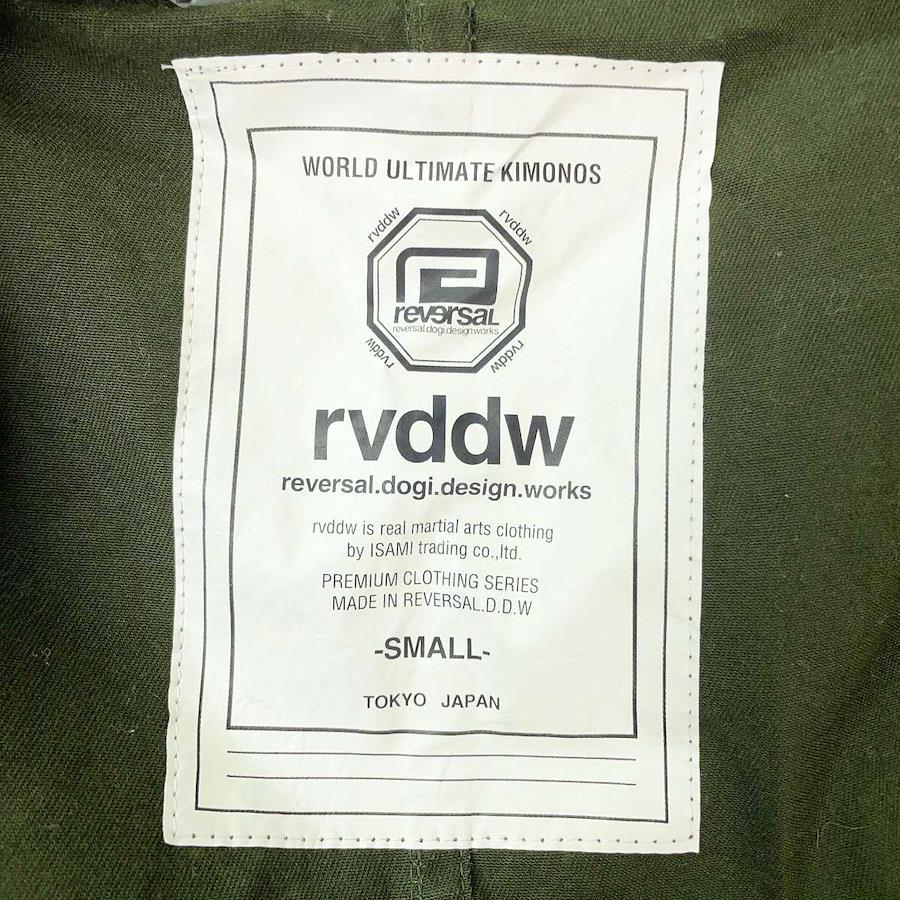 WORLD ULTIMATE KIMONOS
rvddw
rvddw
reversal
reversal.dogi.design.works
rvddw
rvddw
rvddw
reversal.dogi.design.works
rvddw is real martial arts clothing
by ISAMI trading co.,ltd.
PREMIUM CLOTHING SERIES
MADE IN REVERSAL.D.D.W
-SMALL-
TOKYO JAPAN